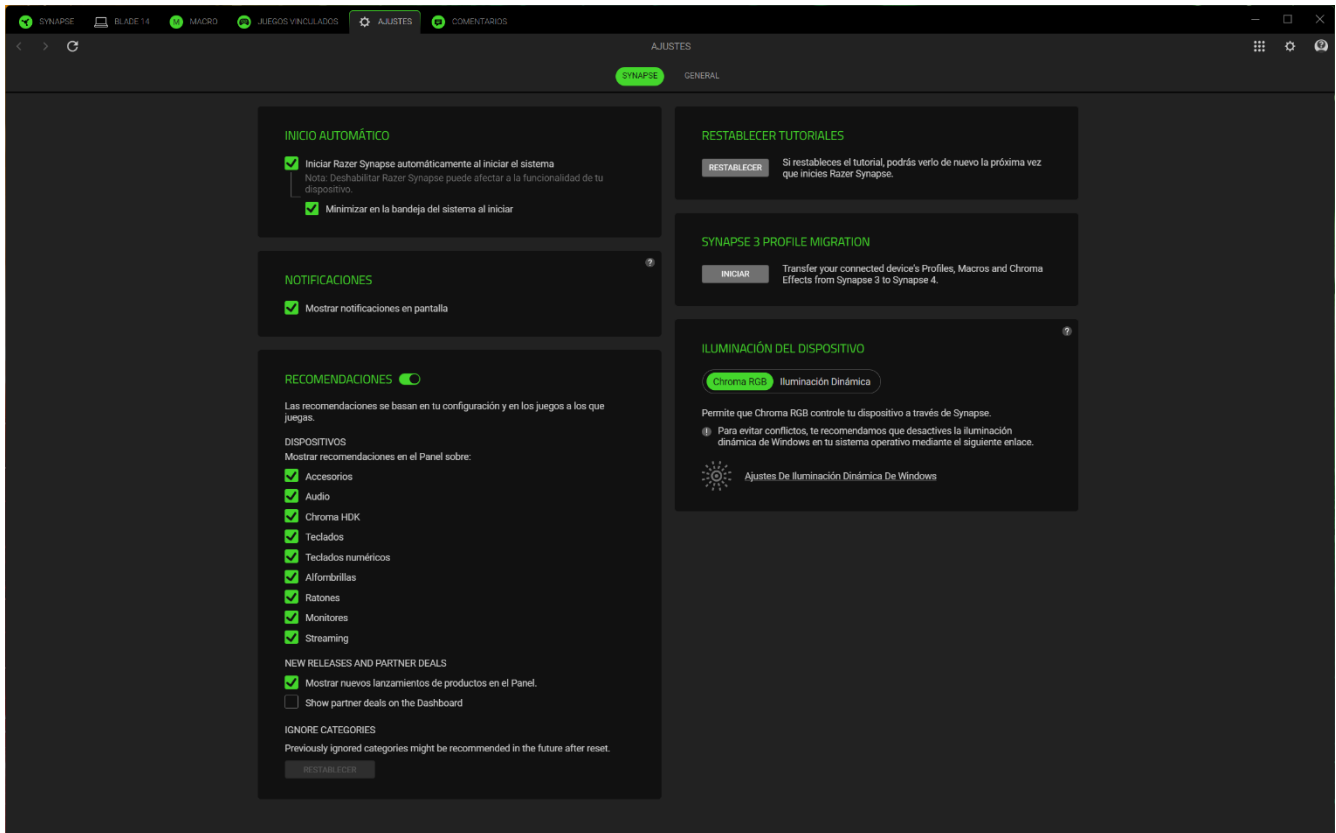 SYNAPSE
BLADE 14
MACRO
JUEGOS VINCULADOS
AJUSTES
COMENTARIOS
AJUSTES
SYNAPSE
GENERAL
INICIO AUTOMÁTICO
Iniciar Razer Synapse automáticamente al iniciar el sistema
Nota: Deshabilitar Razer Synapse puede afectar a la funcionalidad de tu
dispositivo.
Minimizar en la bandeja del sistema al iniciar
NOTIFICACIONES
Mostrar notificaciones en pantalla
RECOMENDACIONES
Las recomendaciones se basan en tu configuración y en los juegos a los que
juegas.
DISPOSITIVOS
Mostrar recomendaciones en el Panel sobre:
Accesorios
Audio
Chroma HDK
Teclados
Teclados numéricos
Alfombrillas
Ratones
Monitores
Streaming
NEW RELEASES AND PARTNER DEALS
Mostrar nuevos lanzamientos de productos en el Panel.
Show partner deals on the Dashboard
IGNORE CATEGORIES
Previously ignored categories might be recommended in the future after reset.
RESTABLECER
RESTABLECER TUTORIALES
RESTABLECER
Si restableces el tutorial, podrás verlo de nuevo la próxima vez
que inicies Razer Synapse.
SYNAPSE 3 PROFILE MIGRATION
INICIAR
Transfer your connected device's Profiles, Macros and Chroma
Effects from Synapse 3 to Synapse 4.
ILUMINACIÓN DEL DISPOSITIVO
Chroma RGB
Iluminación Dinámica
Permite que Chroma RGB controle tu dispositivo a través de Synapse.
Para evitar conflictos, te recomendamos que desactives la iluminación
dinámica de Windows en tu sistema operativo mediante el siguiente enlace.
Ajustes De Iluminación Dinámica De Windows